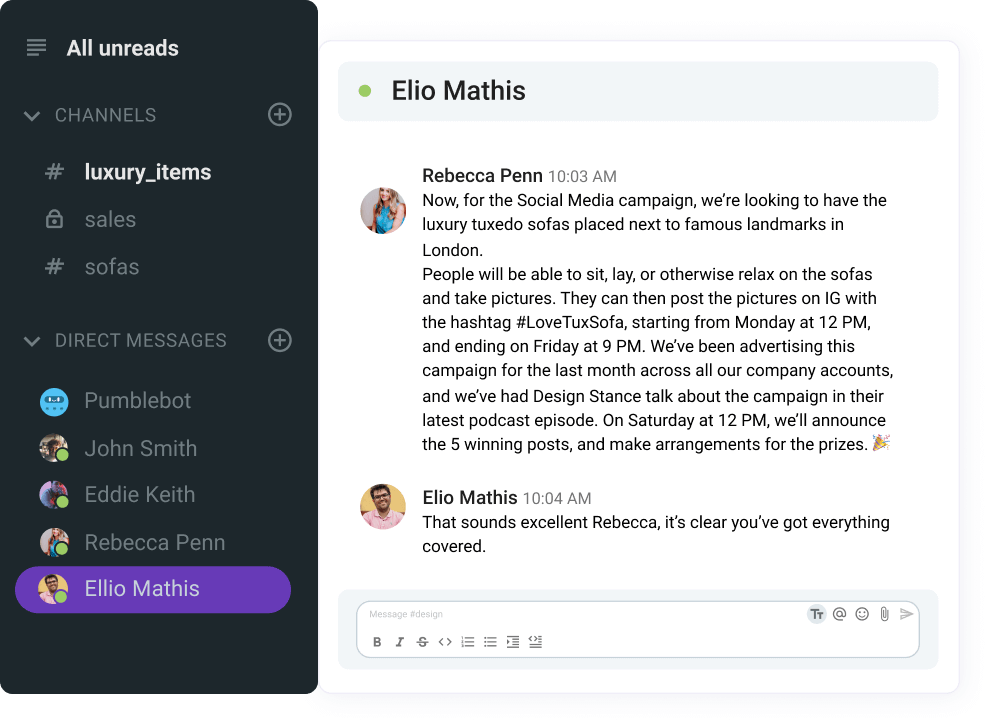 All unreads
CHANNELS
# luxury_items
sales
# sofas
DIRECT MESSAGES
Pumblebot
John Smith
Eddie Keith
Rebecca Penn
Ellio Mathis
Elio Mathis
Rebecca Penn 10:03 AM
Now, for the Social Media campaign, we’re looking to have the
luxury tuxedo sofas placed next to famous landmarks in
London.
People will be able to sit, lay, or otherwise relax on the sofas
and take pictures. They can then post the pictures on IG with
the hashtag #LoveTuxSofa, starting from Monday at 12 PM,
and ending on Friday at 9 PM. We’ve been advertising this
campaign for the last month across all our company accounts,
and we’ve had Design Stance talk about the campaign in their
latest podcast episode. On Saturday at 12 PM, we’ll announce
the 5 winning posts, and make arrangements for the prizes. 🎉
Elio Mathis 10:04 AM
That sounds excellent Rebecca, it’s clear you’ve got everything
covered.
Message #design
Tт @
B I S <>